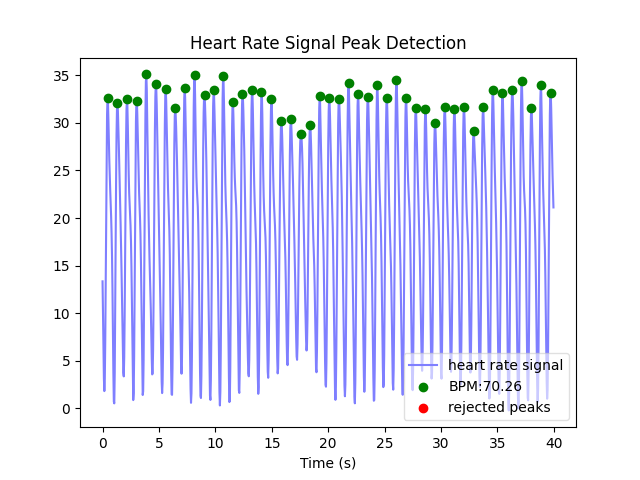 Heart Rate Signal Peak Detection
35
30
25
20
15
10
5
0
heart rate signal
BPM:70.26
rejected peaks
0 5 10 15 20 25 30 35 40
Time (s)